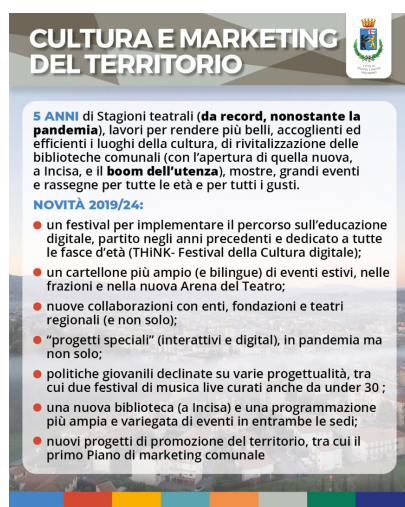 CULTURA E MARKETING
DEL TERRITORIO
5 ANNI di Stagioni teatrali (da record, nonostante la
pandemia), lavori per rendere più belli, accoglienti ed
efficienti i luoghi della cultura, di rivitalizzazione delle
biblioteche comunali (con l'apertura di quella nuova,
a Incisa, e il boom dell'utenza), mostre, grandi eventi
e rassegne per tutte le età e per tutti i gusti.
NOVITÀ 2019/24:
● un festival per implementare il percorso sull'educazione
digitale, partito negli anni precedenti e dedicato a tutte
le fasce d'età (THiNK- Festival della Cultura digitale);
● un cartellone più ampio (e bilingue) di eventi estivi, nelle
frazioni e nella nuova Arena del Teatro;
● nuove collaborazioni con enti, fondazioni e teatri
regionali (e non solo);
● "progetti speciali" (interattivi e digital), in pandemia ma
non solo;
● politiche giovanili declinate su varie progettualità, tra
cui due festival di musica live curati anche da under 30 ;
● una nuova biblioteca (a Incisa) e una programmazione
più ampia e variegata di eventi in entrambe le sedi;
● nuovi progetti di promozione del territorio, tra cui il
primo Piano di marketing comunale